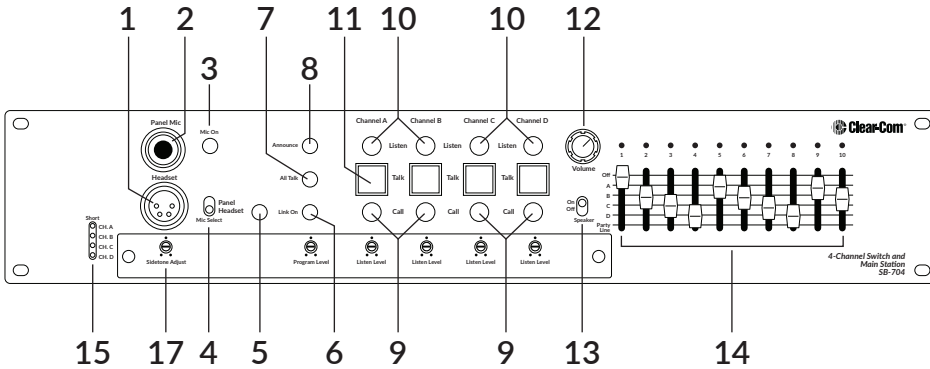 1 2 7 11 10 10 12
3 8
Panel Mic
Mic On
Channel A Channel B Channel C Channel D
Announce
Listen Listen Listen
Volume
Clear-Com
1 2 3 4 5 6 7 8 9 10
Headset
All Talk
Talk Talk Talk
Off
A
B
C
D
Party
Line
Panel
Headset
Mic Select
Link On
Call Call Call
On
Off
Speaker
Short
CH. A
CH. B
CH. C
CH. D
Sidetone Adjust
Program Level
Listen Level Listen Level Listen Level Listen Level
4-Channel Switch and
Main Station
SB-704
15 17 4 5 6 9 9 13 14